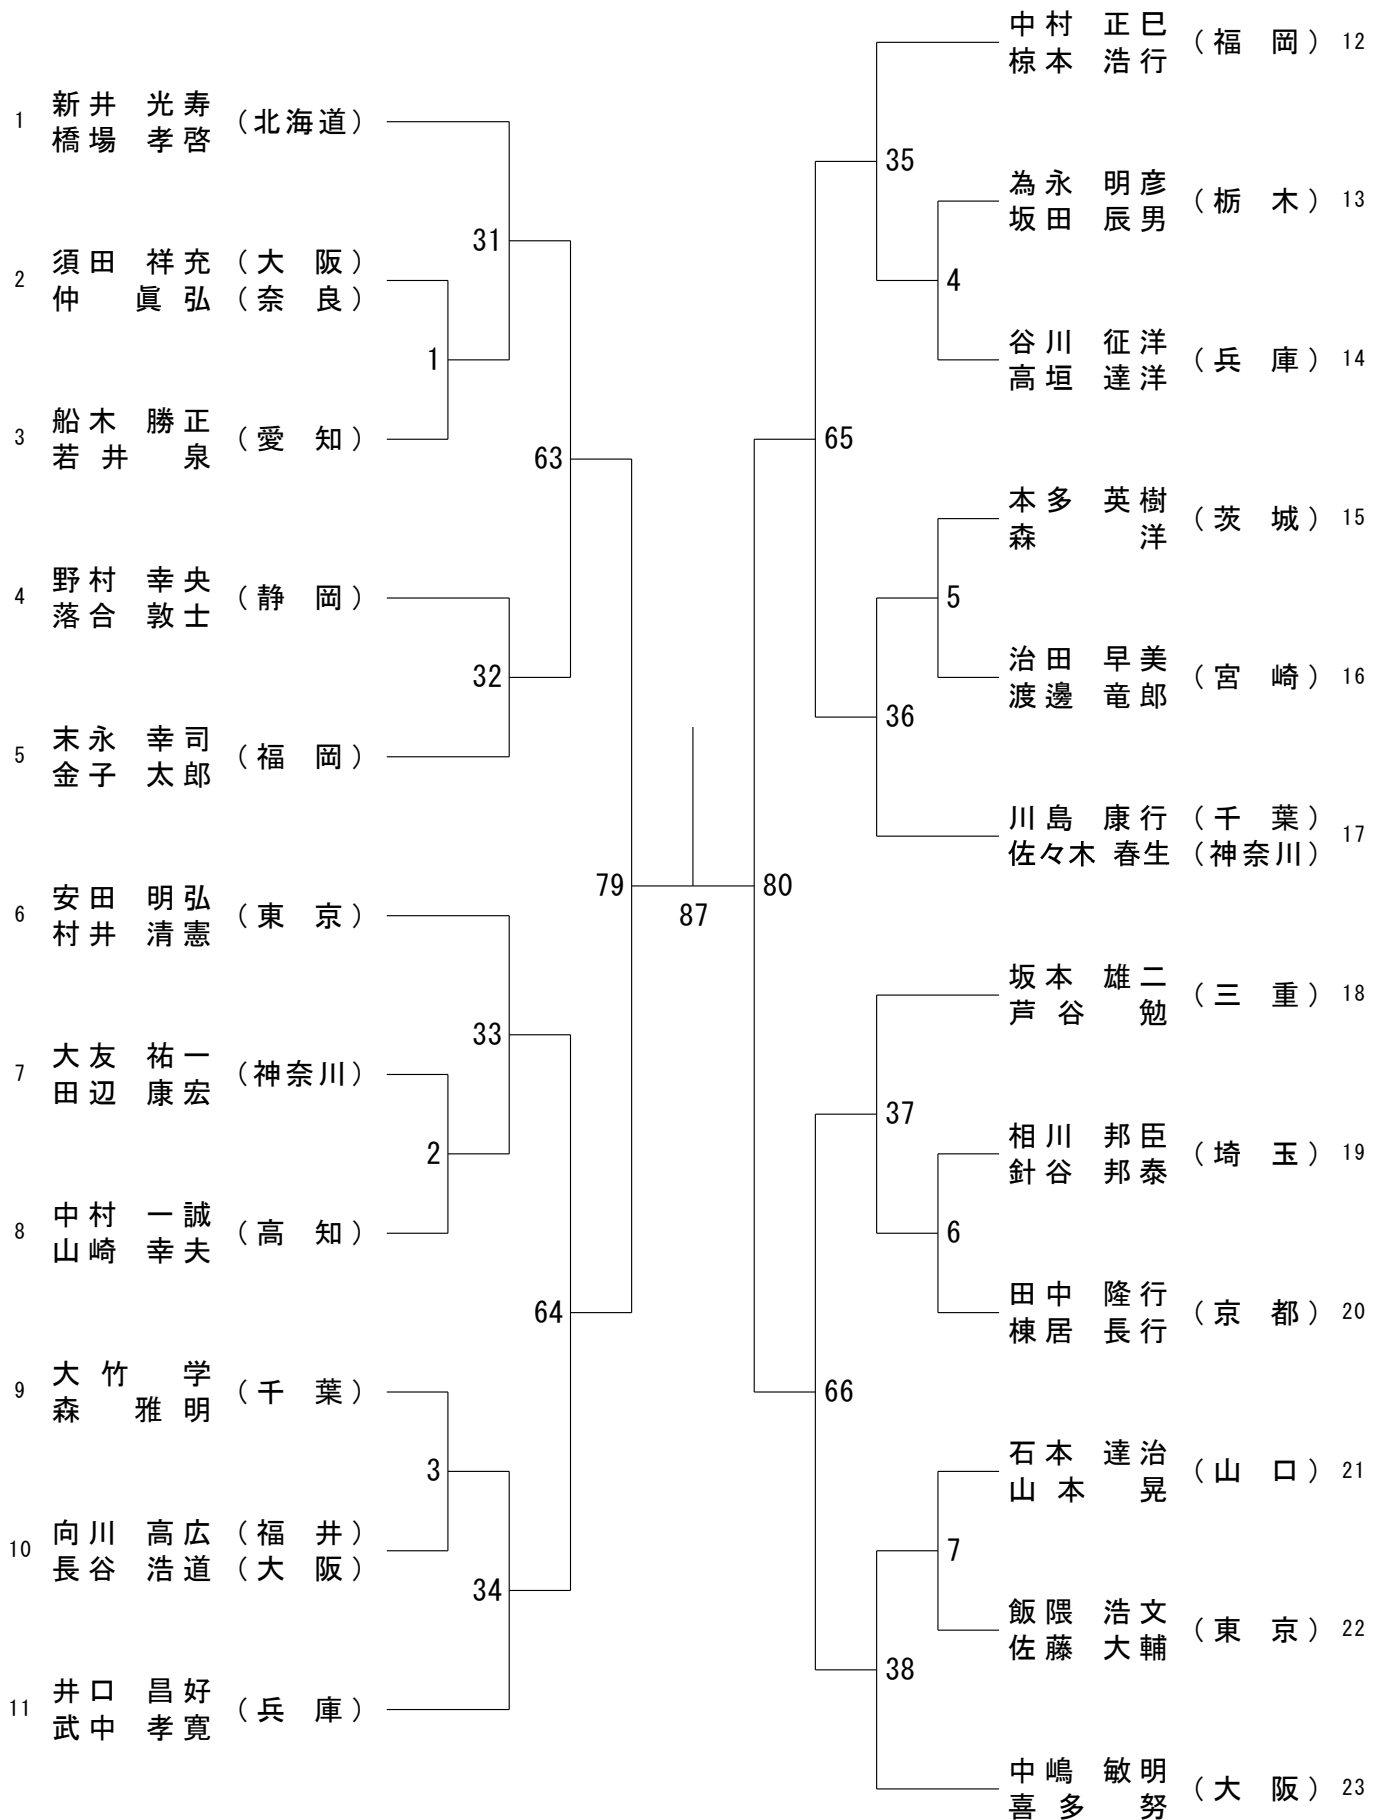 1 新井 光寿 (北海道)
橋場 孝啓
2 須田 祥充 (大阪)
仲 眞弘 (奈良)
3 船木 勝正 (愛知)
若井 泉
4 野村 幸央 (静岡)
落合 敦士
5 末永 幸司 (福岡)
金子 太郎
6 安田 明弘 (東京)
村井 清憲
7 大友 祐一 (神奈川)
田辺 康宏
8 中村 一誠 (高知)
山崎 幸夫
9 大竹 学 (千葉)
森 雅明
10 向川 高広 (福井)
長谷 浩道 (大阪)
11 井口 昌好 (兵庫)
武中 孝寛
31
1
63
32
79
33
2
64
3
34
87
80
35
4
65
5
36
37
6
66
7
38
中村 正巳 (福岡) 12
椋本 浩行
為永 明彦 (栃木) 13
坂田 辰男
谷川 征洋 (兵庫) 14
高垣 達洋
本多 英樹 (茨城) 15
森 洋
治田 早美 (宮崎) 16
渡邊 竜郎
川島 康行 (千葉) 17
佐々木 春生 (神奈川)
坂本 雄二 (三重) 18
芦谷 勉
相川 邦臣 (埼玉) 19
針谷 邦泰
田中 隆行 (京都) 20
棟居 長行
石本 達治 (山口) 21
山本 晃
飯隈 浩文 (東京) 22
佐藤 大輔
中嶋 敏明 (大阪) 23
喜多 努